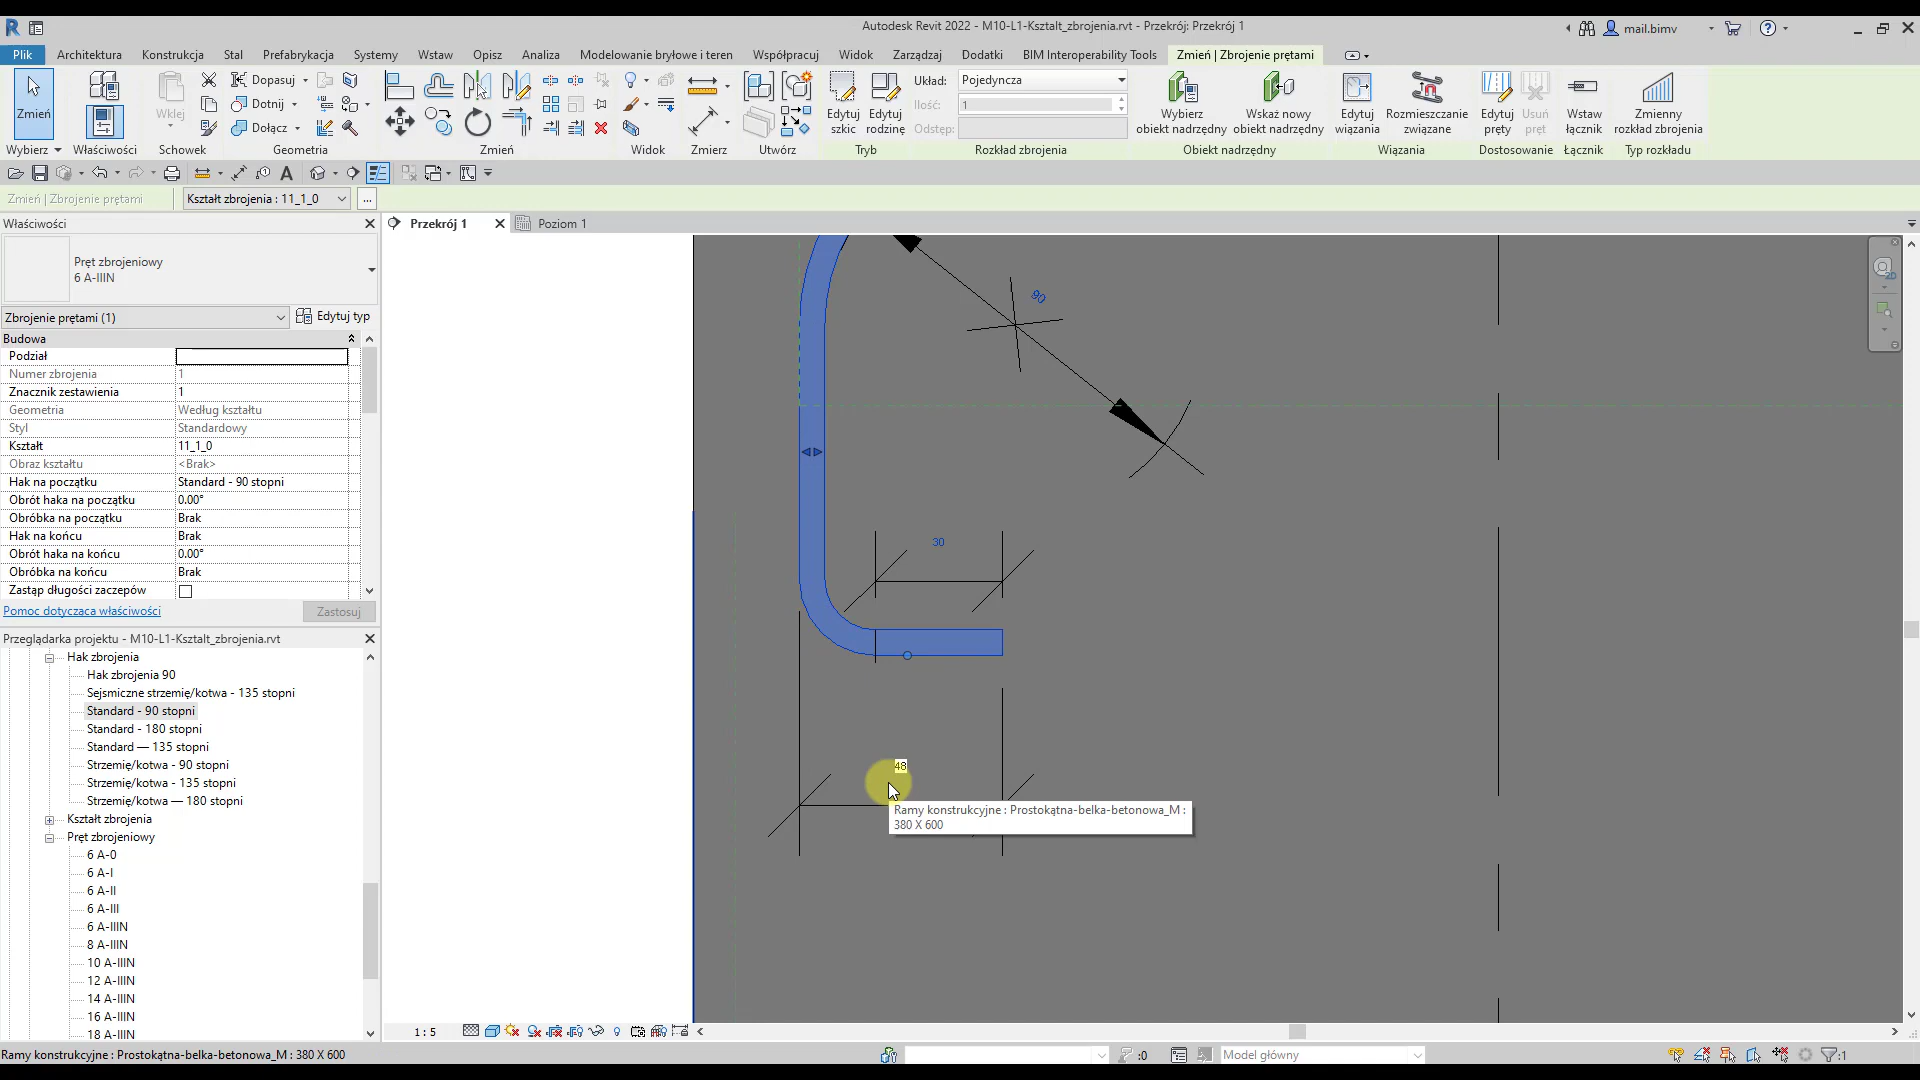 Autodesk Revit 2022 - M10-L1-Kształt_zbrojenia.rvt - Przekrój: Przekrój 1
mail.bimv
Plik
Architektura
Konstrukcja
Stal
Prefabrykacja
Systemy
Wstaw
Opisz
Analiza
Modelowanie bryłowe i teren
Współpracuj
Widok
Zarządzaj
Dodatki
BIM Interoperability Tools
Zmień | Zbrojenie prętami
Zmień
Wklej
Dopasuj
Dotnij
Dołącz
Edytuj
szkic
Edytuj
rodzinę
Układ:
Pojedyncza
Ilość:
1
Odstęp:
Wybierz
obiekt nadrzędny
Wskaż nowy
obiekt nadrzędny
Edytuj
wiązania
Rozmieszczanie
związane
Edytuj
pręty
Usuń
pręt
Wstaw
łącznik
Zmienny
rozkład zbrojenia
Wybierz
Właściwości
Schowek
Geometria
Zmień
Widok
Zmierz
Utwórz
Tryb
Rozkład zbrojenia
Obiekt nadrzędny
Wiązania
Dostosowanie
Łącznik
Typ rozkładu
Zmień | Zbrojenie prętami
Kształt zbrojenia : 11_1_0
...
Właściwości
Przekrój 1
Poziom 1
Pręt zbrojeniowy
6 A-IIIN
Zbrojenie prętami (1)
Edytuj typ
Budowa
Podział
Numer zbrojenia 1
Znacznik zestawienia 1
Geometria Według kształtu
Styl Standardowy
Kształt 11_1_0
Obraz kształtu <Brak>
Hak na początku Standard - 90 stopni
Obrót haka na początku 0.00°
Obróbka na początku Brak
Hak na końcu Brak
Obrót haka na końcu 0.00°
Obróbka na końcu Brak
Zastąp długości zaczepów
Pomoc dotycząca właściwości
Zastosuj
Przeglądarka projektu - M10-L1-Ksztalt_zbrojenia.rvt
Hak zbrojenia
Hak zbrojenia 90
Sejsmiczne strzemię/kotwa - 135 stopni
Standard - 90 stopni
Standard - 180 stopni
Standard — 135 stopni
Strzemię/kotwa - 90 stopni
Strzemię/kotwa - 135 stopni
Strzemię/kotwa — 180 stopni
Kształt zbrojenia
Pręt zbrojeniowy
6 A-0
6 A-I
6 A-II
6 A-III
6 A-IIIN
8 A-IIIN
10 A-IIIN
12 A-IIIN
14 A-IIIN
16 A-IIIN
18 A-IIIN
90
30
48
Ramy konstrukcyjne : Prostokątna-belka-betonowa_M :
380 X 600
2D
1 : 5
Ramy konstrukcyjne : Prostokątna-belka-betonowa_M : 380 X 600
:0
Model główny
:1